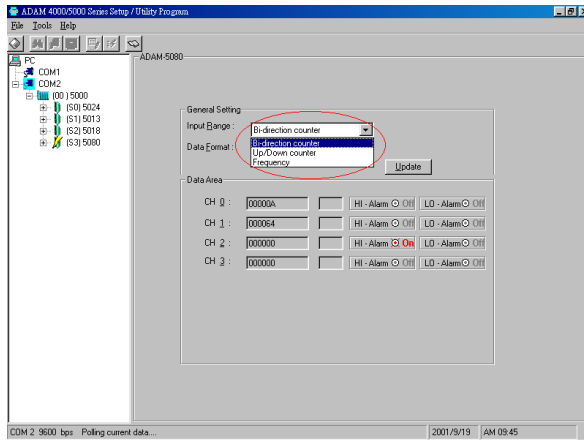 ADAM 4000/5000 Series Setup / Utility Program
File Tools Help
PC
COM1
COM2
(00 ) 5000
(S0) 5024
(S1) 5013
(S2) 5018
(S3) 5080
ADAM-5080
General Setting
Input Range : Bi-direction counter
Bi-direction counter
Up/Down counter
Frequency
Data Format :
Update
Data Area
CH 0 : 00000A HI - Alarm Off LO - Alarm Off
CH 1 : 000064 HI - Alarm Off LO - Alarm Off
CH 2 : 000000 HI - Alarm On LO - Alarm Off
CH 3 : 000000 HI - Alarm Off LO - Alarm Off
COM 2 9600 bps Polling current data.... 2001/9/19 AM 09:45